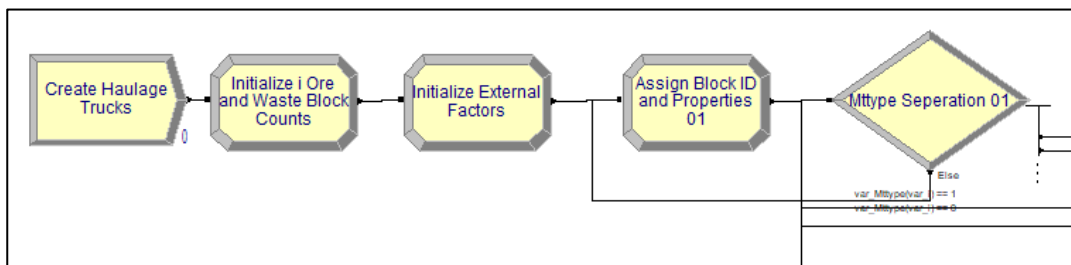 Create Haulage
Trucks
0
Initialize i Ore
and Waste Block
Counts
Initialize External
Factors
Assign Block ID
and Properties
01
Mttype Seperation 01
Else
var_Mttype(var_i) == 1
var_Mttype(var_i) == 0